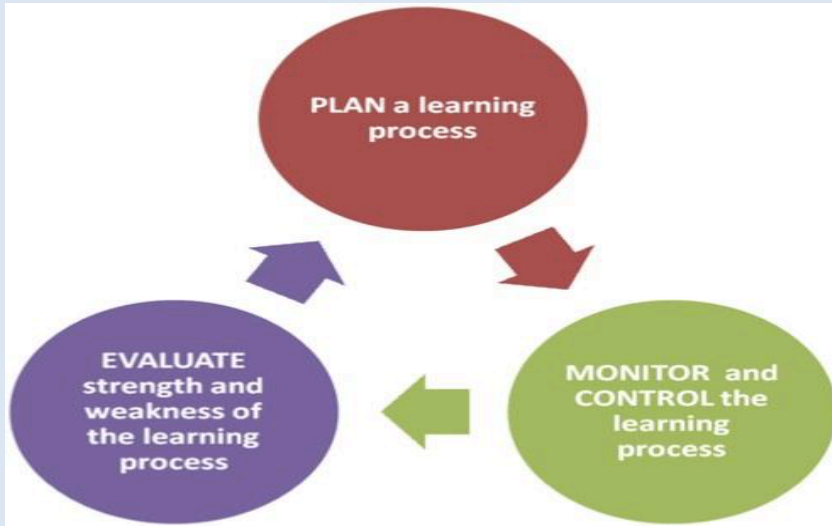 PLAN a learning
process
MONITOR and
CONTROL the
learning
process
EVALUATE
strength and
weakness of
the learning
process